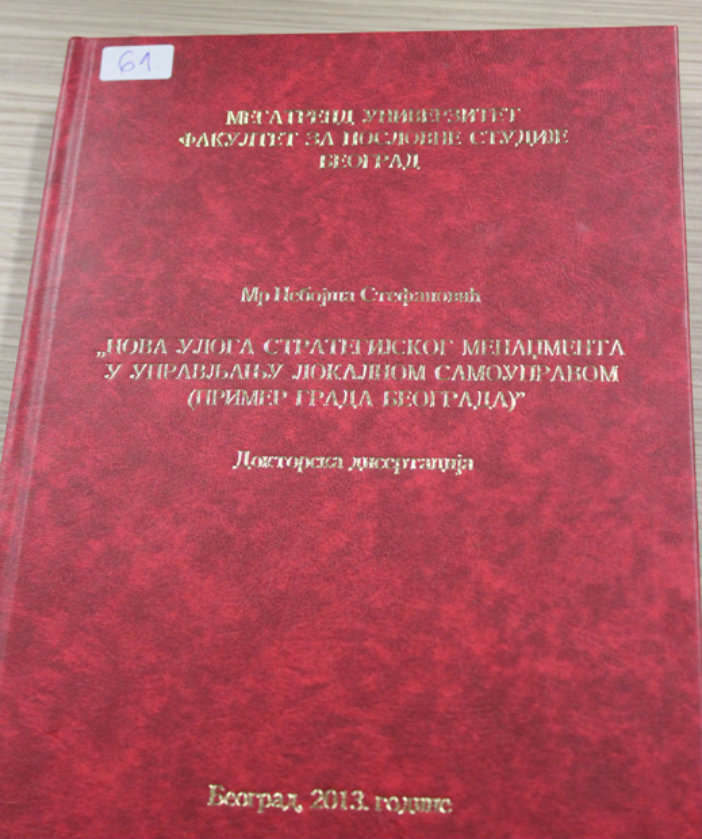 61
МЕГАТРЕНД УНИВЕРЗИТЕТ
ФАКУЛТЕТ ЗА ПОСЛОВНЕ СТУДИЈЕ
БЕОГРАД
Мр Небојша Стефановић
„НОВА УЛОГА СТРАТЕГИЈСКОГ МЕНАЏМЕНТА
У УПРАВЉАЊУ ЛОКАЛНОМ САМОУПРАВОМ
(ПРИМЕР ГРАДА БЕОГРАДА)”
Докторска дисертација
Београд, 2013. године